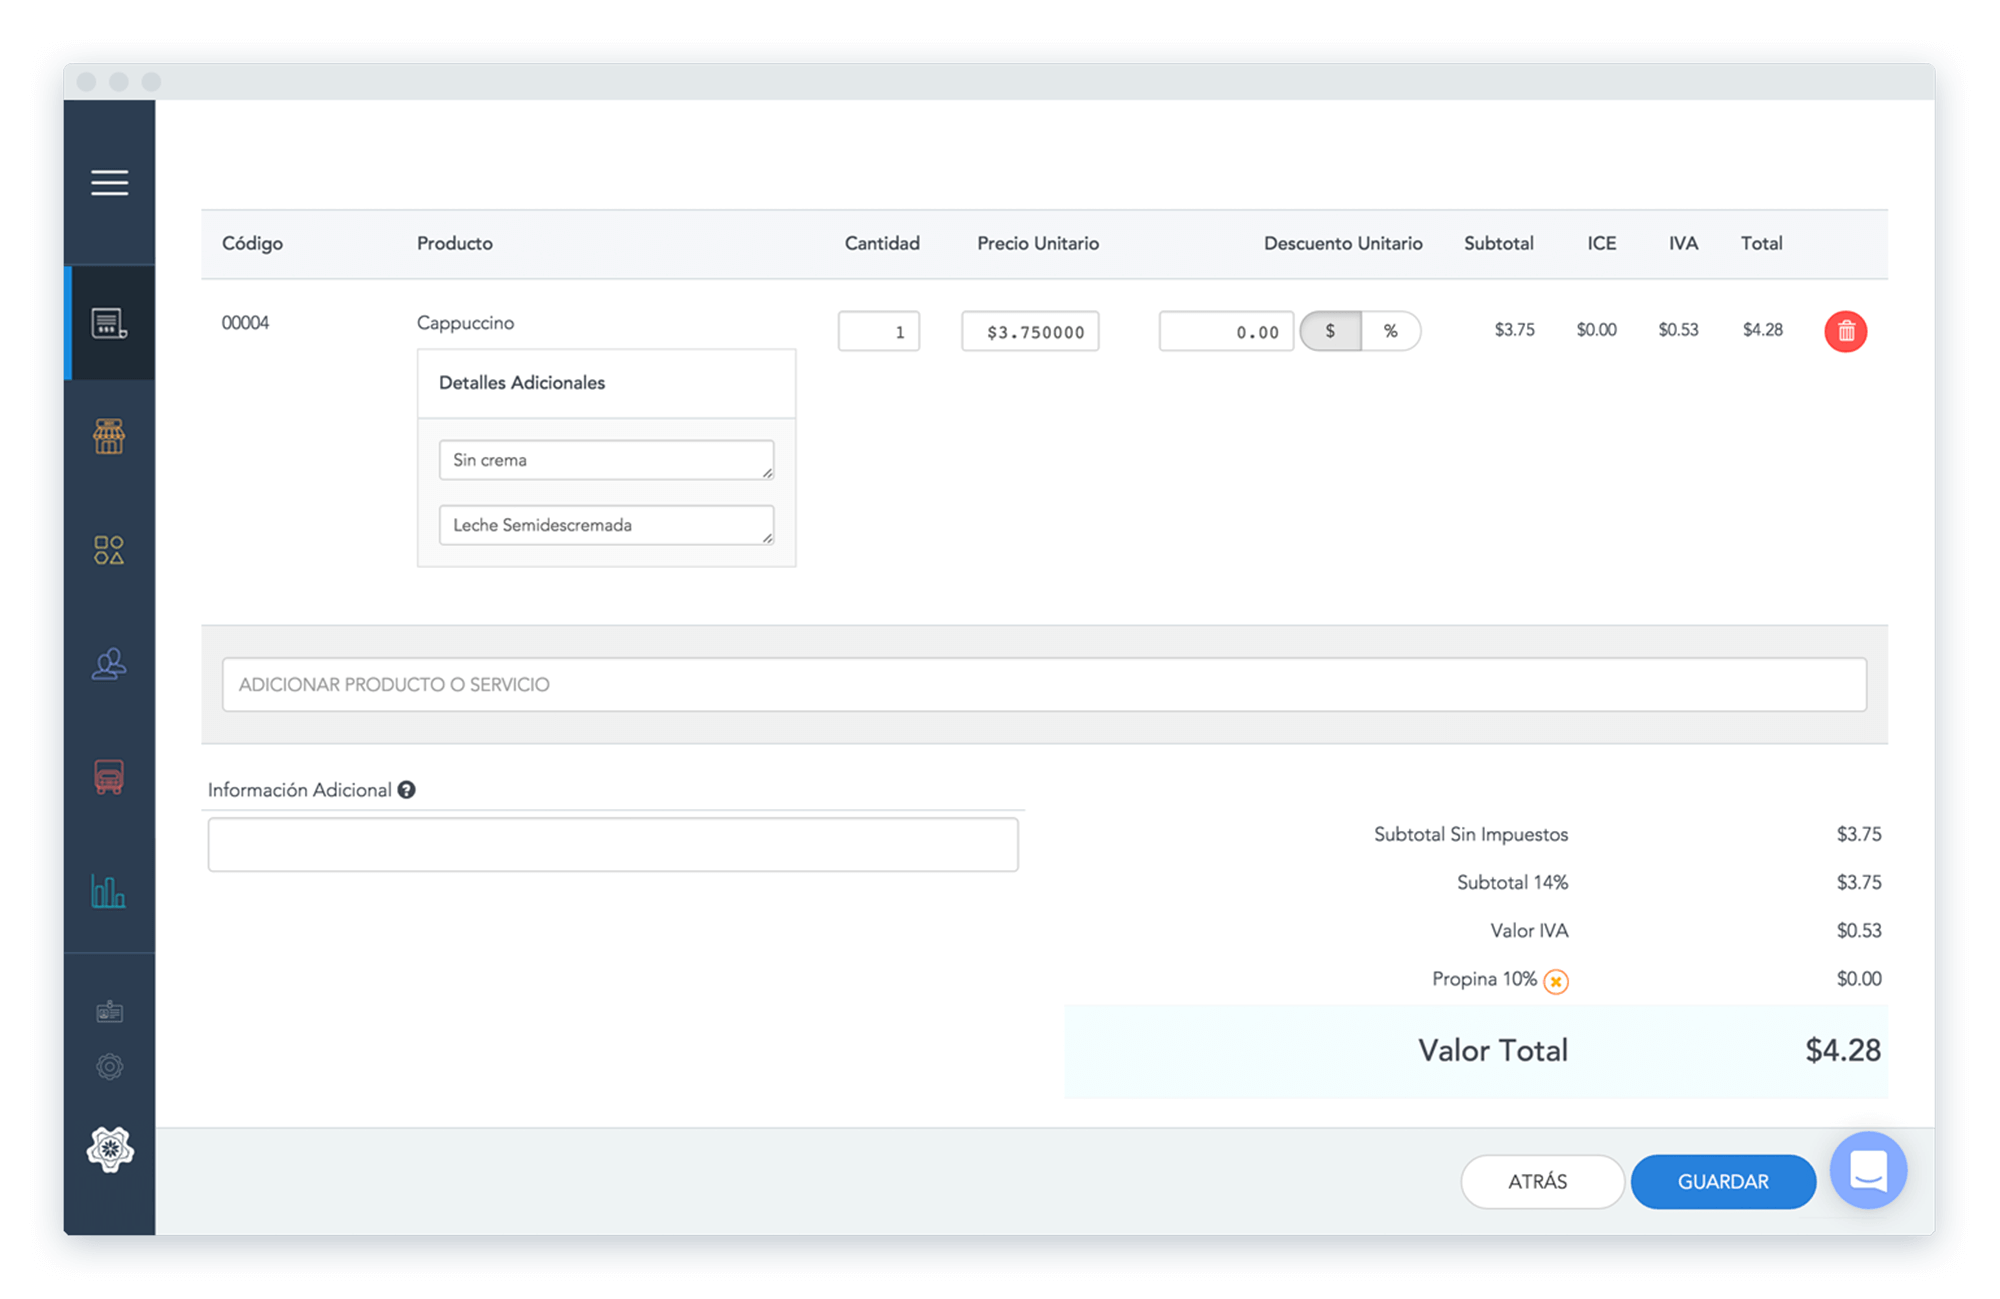 Código Producto Cantidad Precio Unitario Descuento Unitario Subtotal ICE IVA Total
00004 Cappuccino 1 $3.750000 0.00 $ % $3.75 $0.00 $0.53 $4.28
Detalles Adicionales
Sin crema
Leche Semidescremada
ADICIONAR PRODUCTO O SERVICIO
Información Adicional ?
Subtotal Sin Impuestos $3.75
Subtotal 14% $3.75
Valor IVA $0.53
Propina 10% $0.00
Valor Total $4.28
ATRÁS GUARDAR